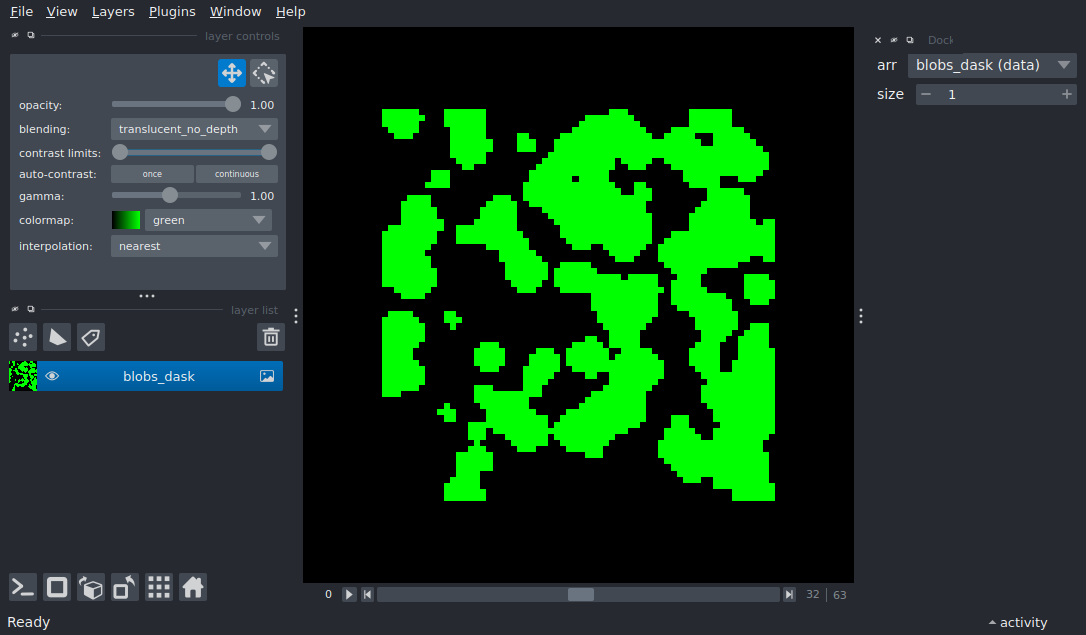 File View Layers Plugins Window Help
layer controls
opacity: 1.00
blending: translucent_no_depth
contrast limits:
auto-contrast: once continuous
gamma: 1.00
colormap: green
interpolation: nearest
layer list
blobs_dask
0 32 63
Ready
activity
Dock
arr blobs_dask (data)
size 1